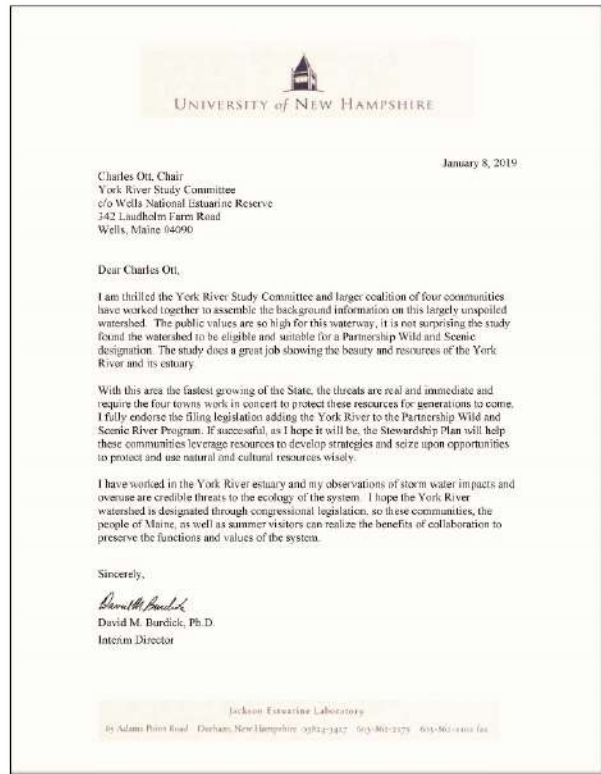 UNIVERSITY of NEW HAMPSHIRE
January 8, 2019
Charles Ott, Chair
York River Study Committee
c/o Wells National Estuarine Reserve
342 Laudholm Farm Road
Wells, Maine 04090
Dear Charles Ott,
I am thrilled the York River Study Committee and larger coalition of four communities
have worked together to assemble the background information on this largely unspoiled
watershed. The public values are so high for this waterway, it is not surprising the study
found the watershed to be eligible and suitable for a Partnership Wild and Scenic
designation. The study does a great job showing the beauty and resources of the York
River and its estuary.
With this area the fastest growing of the State, the threats are real and immediate and
require the four towns work in concert to protect these resources for generations to come.
I fully endorse the filing legislation adding the York River to the Partnership Wild and
Scenic River Program. If successful, as I hope it will be, the Stewardship Plan will help
these communities leverage resources to develop strategies and seize upon opportunities
to protect and use natural and cultural resources wisely.
I have worked in the York River estuary and my observations of storm water impacts and
overuse are credible threats to the ecology of the system. I hope the York River
watershed is designated through congressional legislation, so these communities, the
people of Maine, as well as summer visitors can realize the benefits of collaboration to
preserve the functions and values of the system.
Sincerely,
David M. Burdick
David M. Burdick, Ph.D.
Interim Director
Jackson Estuarine Laboratory
85 Adams Point Road Durham, New Hampshire 03824-3427 603-862-2175 fax